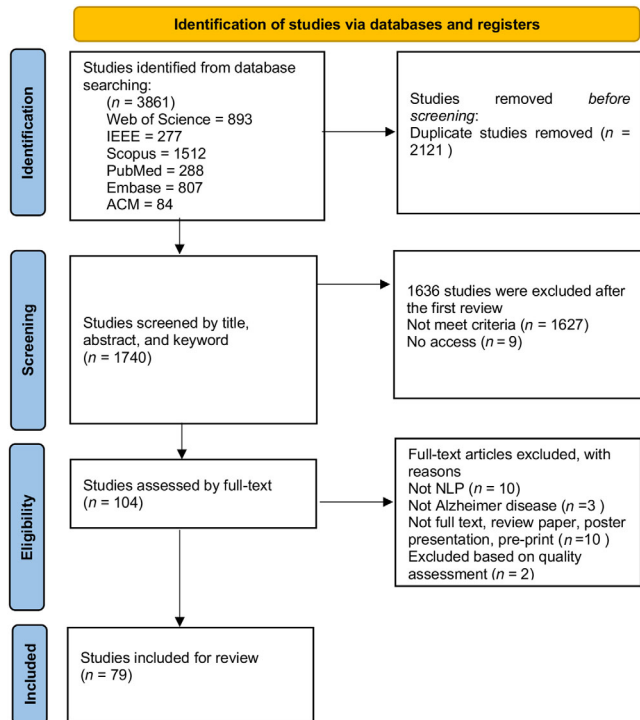 Identification of studies via databases and registers
Identification
Studies identified from database
searching:
(n = 3861)
Web of Science = 893
IEEE = 277
Scopus = 1512
PubMed = 288
Embase = 807
ACM = 84
Studies removed before
screening:
Duplicate studies removed (n =
2121 )
Screening
Studies screened by title,
abstract, and keyword
(n = 1740)
1636 studies were excluded after
the first review
Not meet criteria (n = 1627)
No access (n = 9)
Eligibility
Studies assessed by full-text
(n = 104)
Full-text articles excluded, with
reasons
Not NLP (n = 10)
Not Alzheimer disease (n =3 )
Not full text, review paper, poster
presentation, pre-print (n =10 )
Excluded based on quality
assessment (n = 2)
Included
Studies included for review
(n = 79)